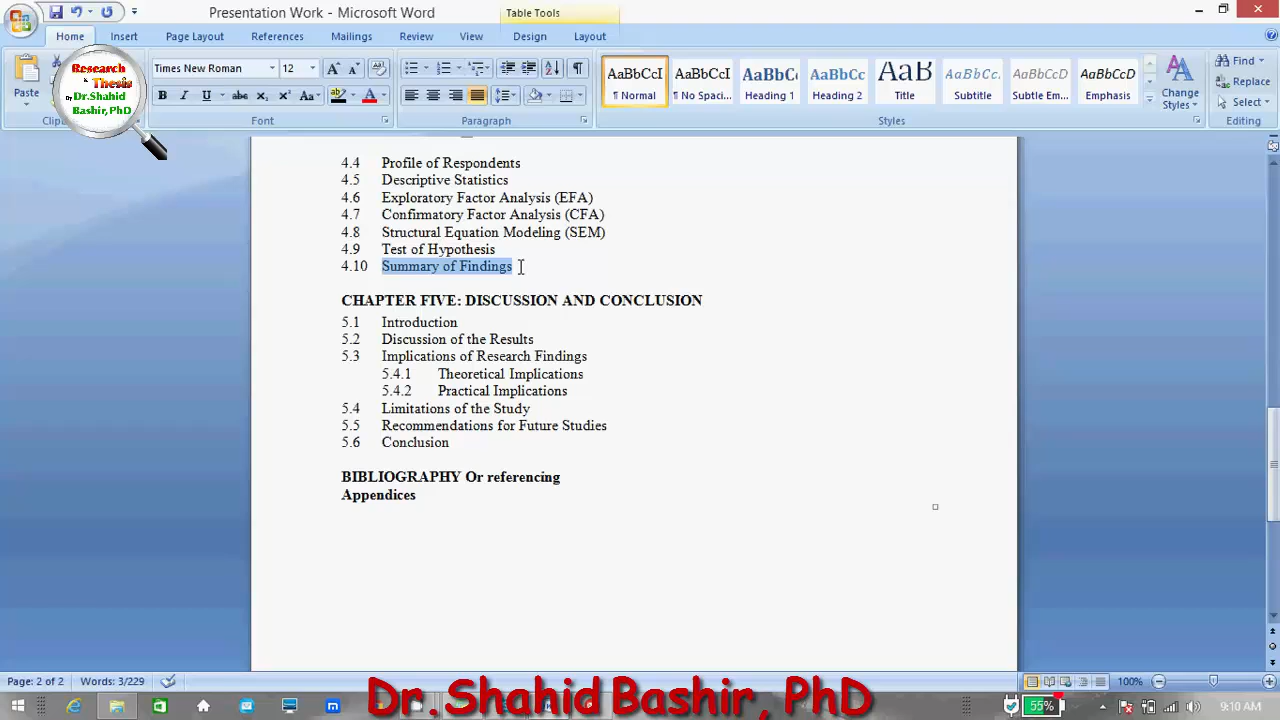 Presentation Work - Microsoft Word
Table Tools
Home Insert Page Layout References Mailings Review View Design Layout
Paste
Times New Roman 12
AaBbCcI AaBbCcI AaBbC AaBbCc AaB AaBbCc. AaBbCcD AaBbCcD
¶ Normal ¶ No Spaci... Heading 1 Heading 2 Title Subtitle Subtle Em... Emphasis
Change Styles
Find
Replace
Select
Font Paragraph Styles Editing
Research
Thesis
By Dr.Shahid
Bashir, PhD
4.4 Profile of Respondents
4.5 Descriptive Statistics
4.6 Exploratory Factor Analysis (EFA)
4.7 Confirmatory Factor Analysis (CFA)
4.8 Structural Equation Modeling (SEM)
4.9 Test of Hypothesis
4.10 Summary of Findings
CHAPTER FIVE: DISCUSSION AND CONCLUSION
5.1 Introduction
5.2 Discussion of the Results
5.3 Implications of Research Findings
5.4.1 Theoretical Implications
5.4.2 Practical Implications
5.4 Limitations of the Study
5.5 Recommendations for Future Studies
5.6 Conclusion
BIBLIOGRAPHY Or referencing
Appendices
Page: 2 of 2 Words: 3/229 100%
Dr.Shahid Bashir, PhD
55% 9:10 AM